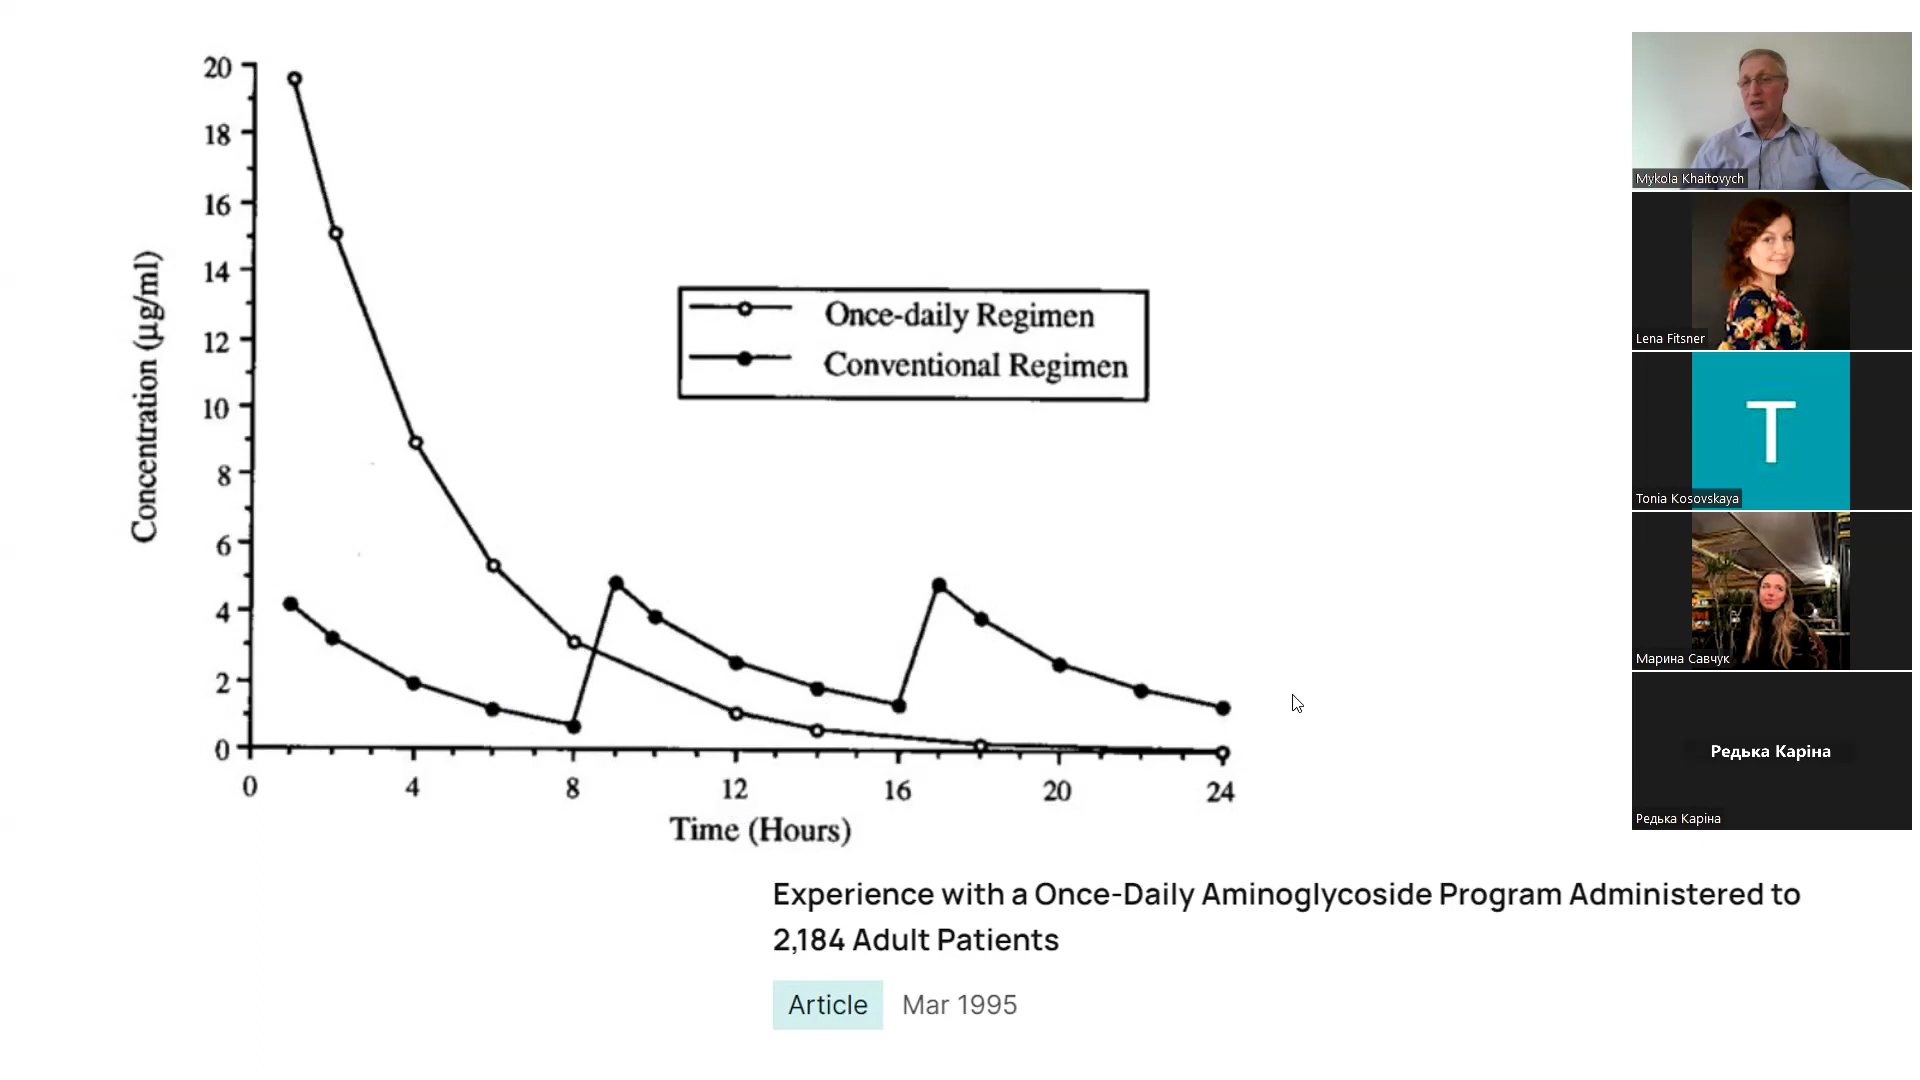 20
18
16
14
12
10
8
6
4
2
0
Concentration (µg/ml)
Once-daily Regimen
Conventional Regimen
0 4 8 12 16 20 24
Time (Hours)
Experience with a Once-Daily Aminoglycoside Program Administered to
2,184 Adult Patients
Article Mar 1995
Mykola Khaitovych
Lena Fitsner
T
Tonia Kosovskaya
Марина Савчук
Редька Каріна
Редька Каріна